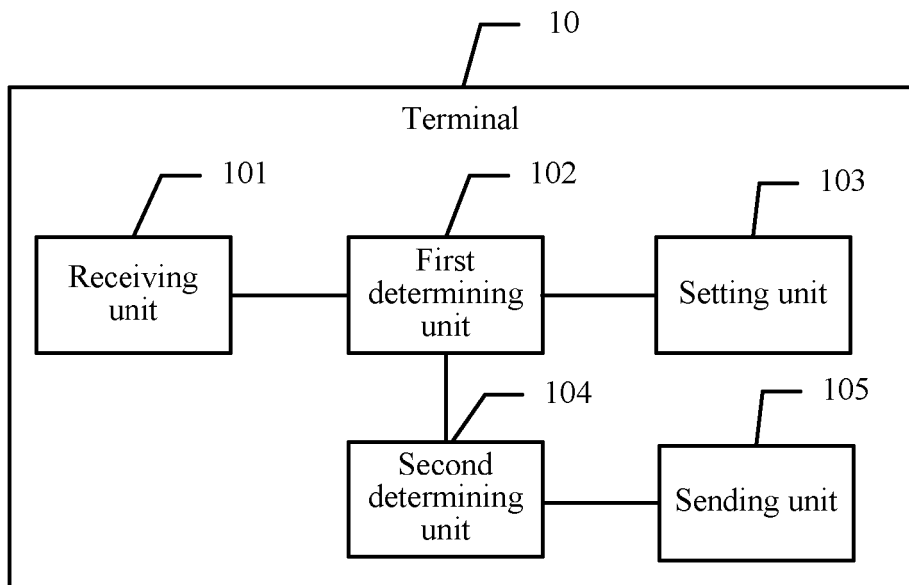 10
Terminal
101
102
103
Receiving
unit
First
determining
unit
Setting unit
104
105
Second
determining
unit
Sending unit